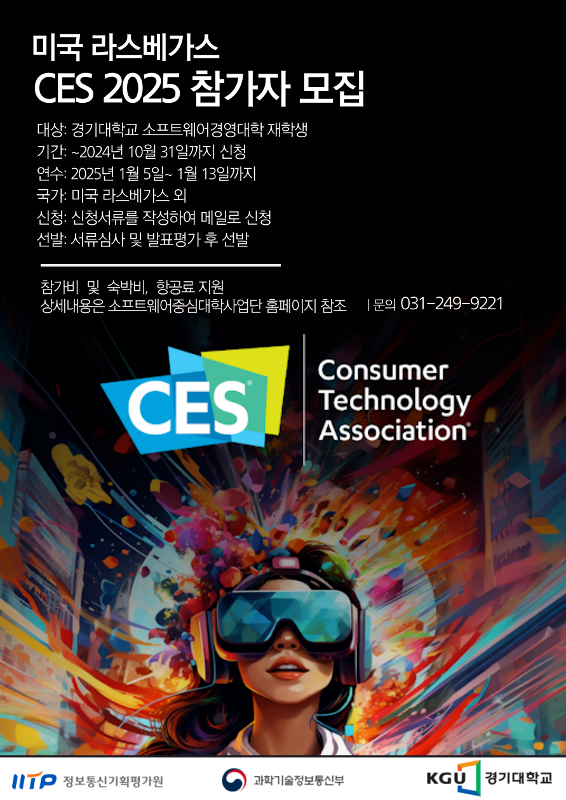 미국 라스베가스
CES 2025 참가자 모집
대상: 경기대학교 소프트웨어경영대학 재학생
기간: ~2024년 10월 31일까지 신청
연수: 2025년 1월 5일~ 1월 13일까지
국가: 미국 라스베가스 외
신청: 신청서류를 작성하여 메일로 신청
선발: 서류심사 및 발표평가 후 선발
참가비 및 숙박비, 항공료 지원
상세내용은 소프트웨어중심대학사업단 홈페이지 참조 | 문의 031-249-9221
CES®
Consumer
Technology
Association®
IITP 정보통신기획평가원
과학기술정보통신부
KGU 경기대학교